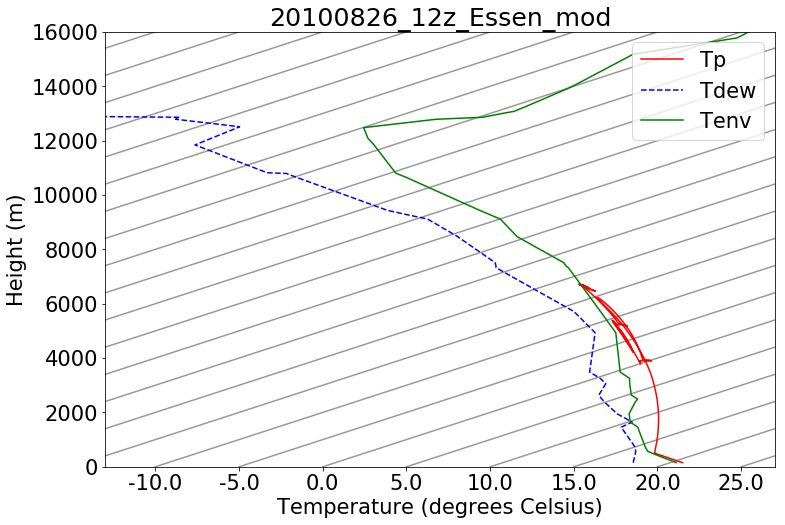 20100826_12z_Essen_mod
Tp
Tdew
Tenv
16000
14000
12000
10000
8000
6000
4000
2000
0
Height (m)
-10.0 -5.0 0.0 5.0 10.0 15.0 20.0 25.0
Temperature (degrees Celsius)